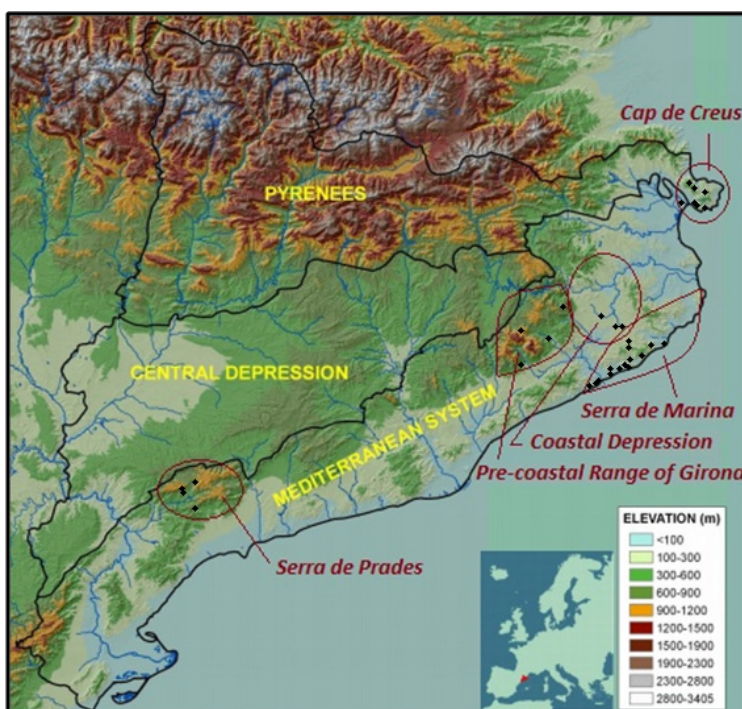 Cap de Creus
PYRENEES
CENTRAL DEPRESSION
MEDITERRANEAN SYSTEM
Serra de Marina
Coastal Depression
Pre-coastal Range of Girona
Serra de Prades
ELEVATION (m)
<100
100-300
300-600
600-900
900-1200
1200-1500
1500-1900
1900-2300
2300-2800
2800-3405